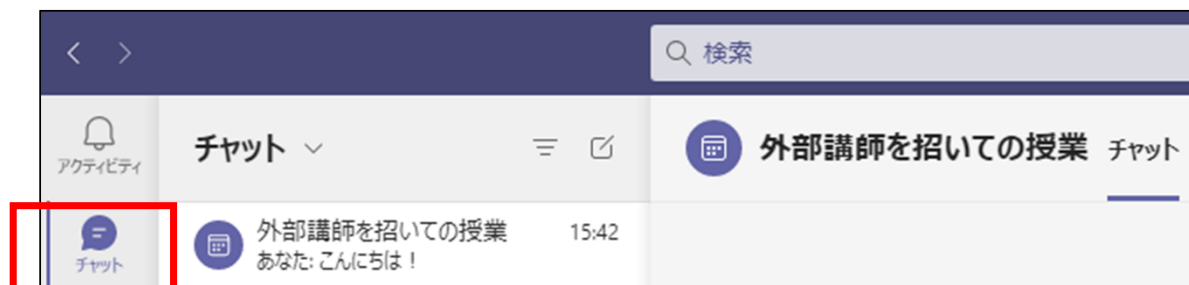 検索
アクティビティ
チャット
外部講師を招いての授業 チャット
チャット
外部講師を招いての授業 15:42
あなた: こんにちは！